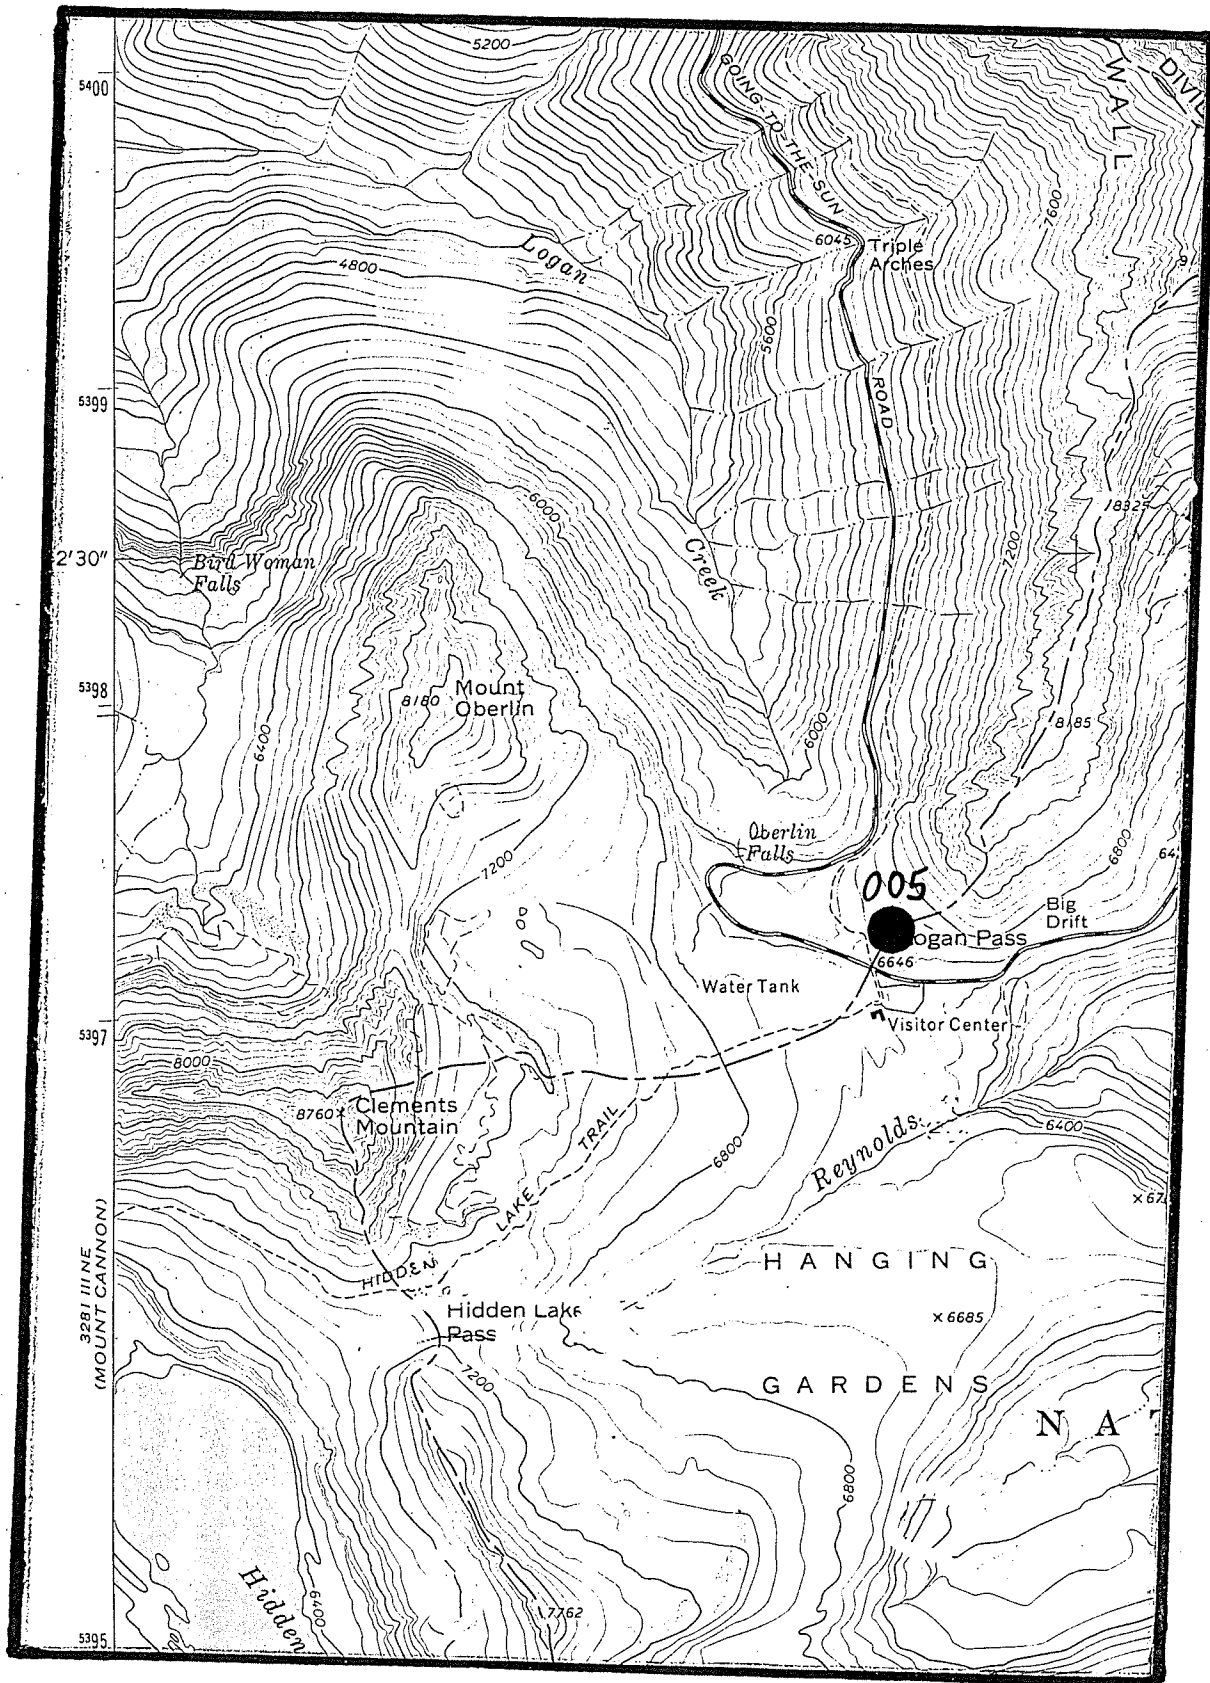 5200
5400
GOING-TO-THE-SUN
WALL
7600
6045
Triple
Arches
Logan
4800
5600
ROAD
5399
6000
8325
2'30"
Bird Woman
Falls
Creek
7200
5398
8180
Mount
Oberlin
6400
6000
8185
Oberlin
Falls
6800
7200
005
Big
Drift
ogan Pass
6646
Water Tank
Visitor Center
5397
8000
8760
Clements
Mountain
TRAIL
6800
Reynolds
6400
LAKE
HIDDEN
HANGING
3281 III NE
(MOUNT CANNON)
Hidden Lake
Pass
×6685
7200
GARDENS
N A
6800
Hidden
6400
7762
5395